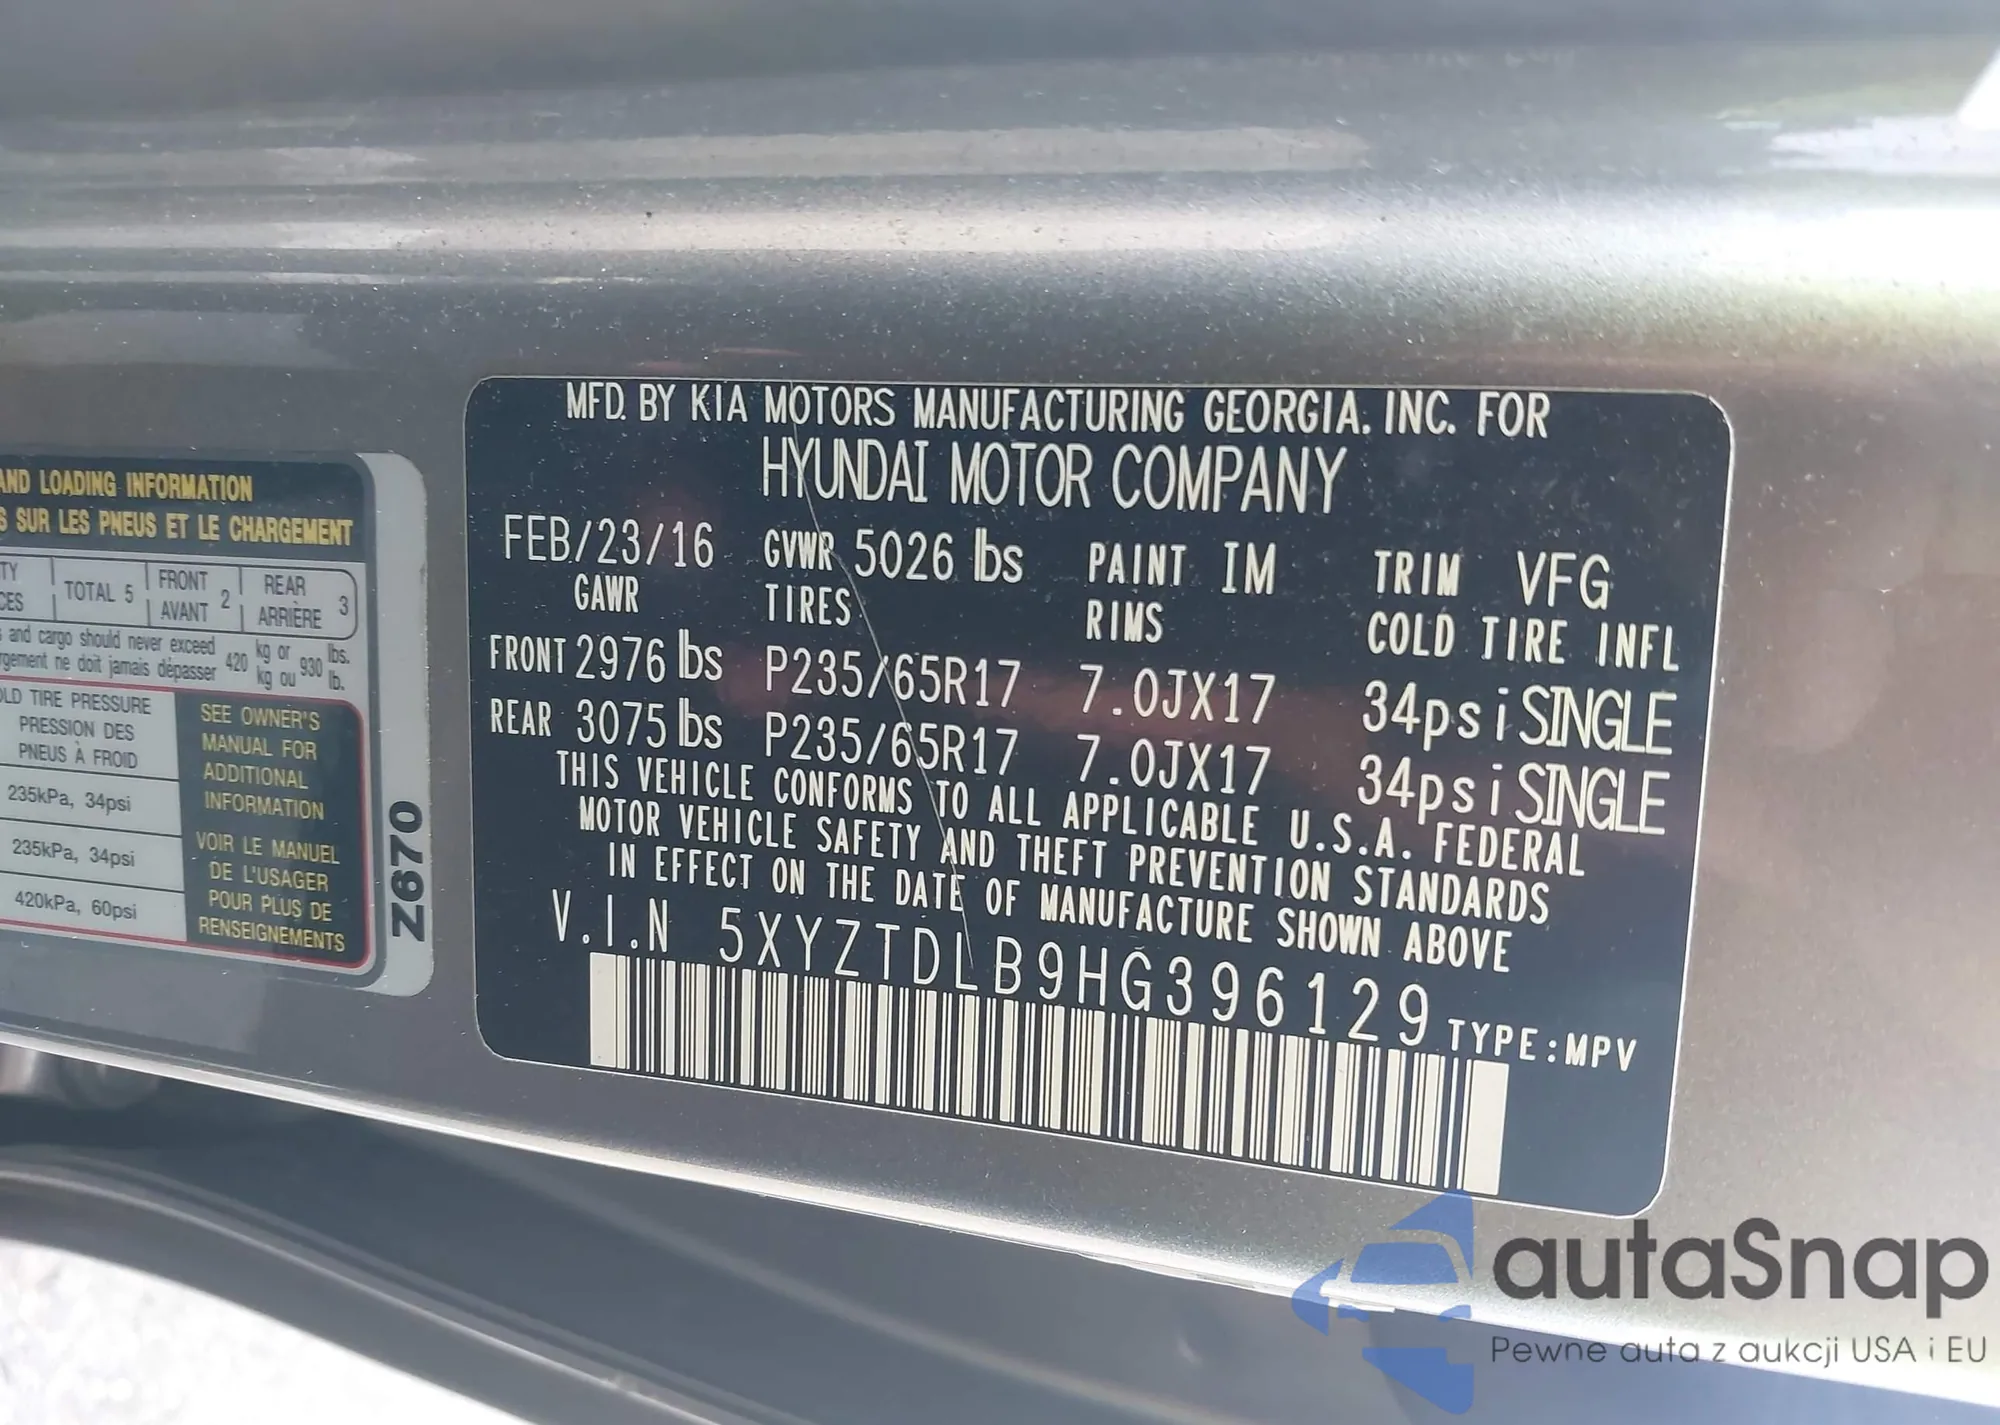 AND LOADING INFORMATION
S SUR LES PNEUS ET LE CHARGEMENT
TY
CES
TOTAL 5
FRONT
AVANT
2
REAR
ARRIÈRE
3
and cargo should never exceed
gement ne doit jamais dépasser
420
kg or
kg ou
930
lbs.
lb.
OLD TIRE PRESSURE
PRESSION DES
PNEUS À FROID
235kPa, 34psi
235kPa, 34psi
420kPa, 60psi
SEE OWNER'S
MANUAL FOR
ADDITIONAL
INFORMATION
VOIR LE MANUEL
DE L'USAGER
POUR PLUS DE
RENSEIGNEMENTS
Z670
MFD. BY KIA MOTORS MANUFACTURING GEORGIA. INC. FOR
HYUNDAI MOTOR COMPANY
FEB/23/16 GVWR 5026 lbs PAINT IM TRIM VFG
GAWR TIRES RIMS COLD TIRE INFL
FRONT 2976 lbs P235/65R17 7.0JX17 34psi SINGLE
REAR 3075 lbs P235/65R17 7.0JX17 34psi SINGLE
THIS VEHICLE CONFORMS TO ALL APPLICABLE U.S.A. FEDERAL
MOTOR VEHICLE SAFETY AND THEFT PREVENTION STANDARDS
IN EFFECT ON THE DATE OF MANUFACTURE SHOWN ABOVE
V.I.N 5XYZTDLB9HG396129 TYPE:MPV
autaSnap
Pewne auta z aukcji USA i EU